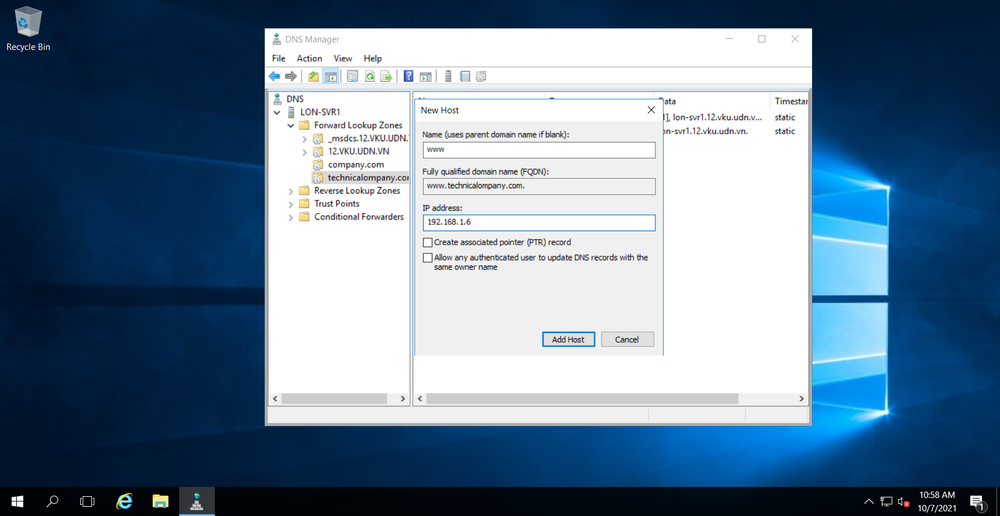 Recycle Bin
DNS Manager
File Action View Help
DNS
LON-SVR1
Forward Lookup Zones
_msdcs.12.VKU.UDN.
12.VKU.UDN.VN
company.com
technicalompany.cor
Reverse Lookup Zones
Trust Points
Conditional Forwarders
Data Timestar
], lon-svr1.12.vku.udn.v... static
on-svr1.12.vku.udn.vn. static
New Host
Name (uses parent domain name if blank):
www
Fully qualified domain name (FQDN):
www.technicalompany.com.
IP address:
192.168.1.6
Create associated pointer (PTR) record
Allow any authenticated user to update DNS records with the
same owner name
Add Host Cancel
10:58 AM
10/7/2021
1